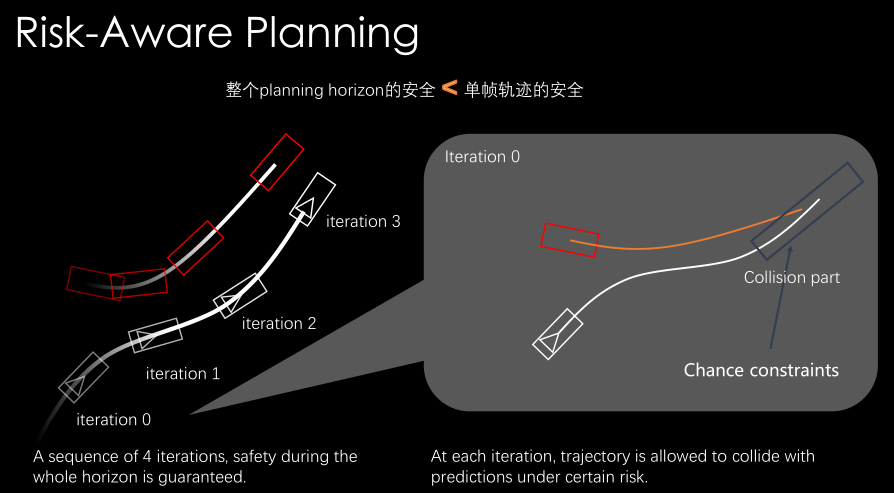 Risk-Aware Planning
整个planning horizon的安全 < 单帧轨迹的安全
Iteration 0
iteration 3
Collision part
iteration 2
iteration 1
Chance constraints
iteration 0
A sequence of 4 iterations, safety during the
whole horizon is guaranteed.
At each iteration, trajectory is allowed to collide with
predictions under certain risk.